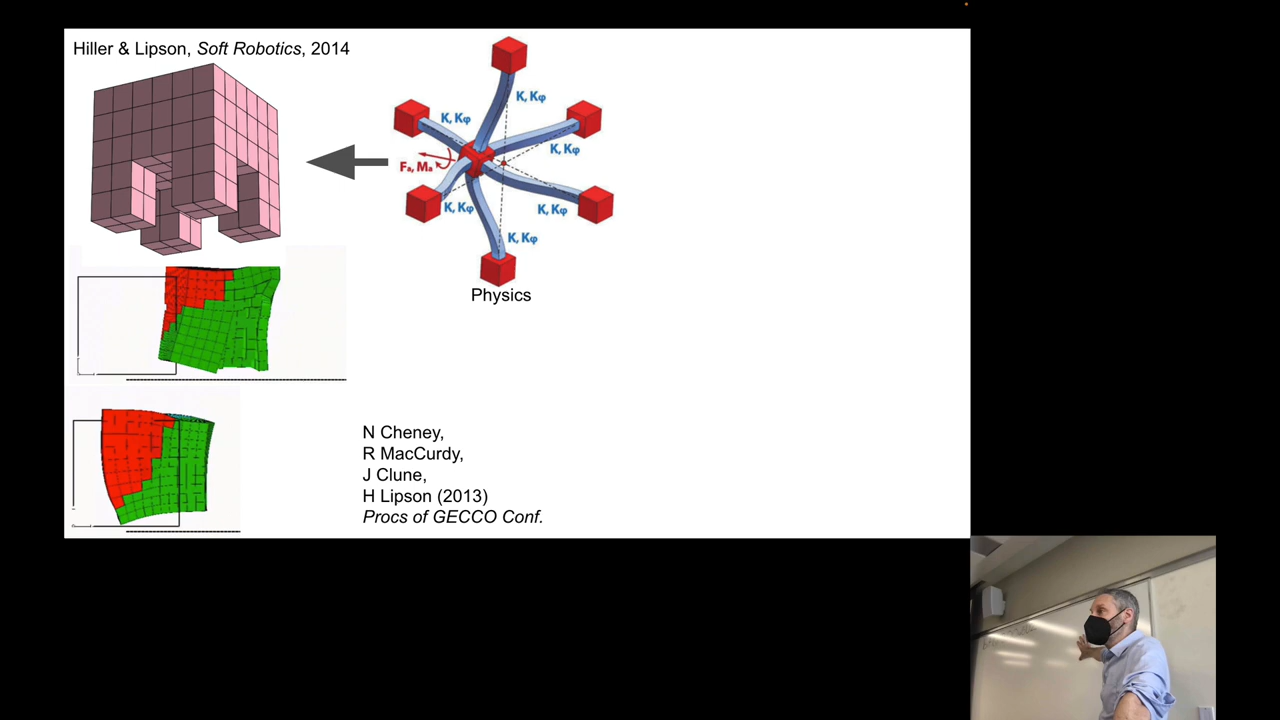 Hiller & Lipson, Soft Robotics, 2014
K, Kφ
K, Kφ
K, Kφ
Fₐ, Mₐ
K, Kφ
K, Kφ
K, Kφ
Physics
N Cheney,
R MacCurdy,
J Clune,
H Lipson (2013)
Procs of GECCO Conf.